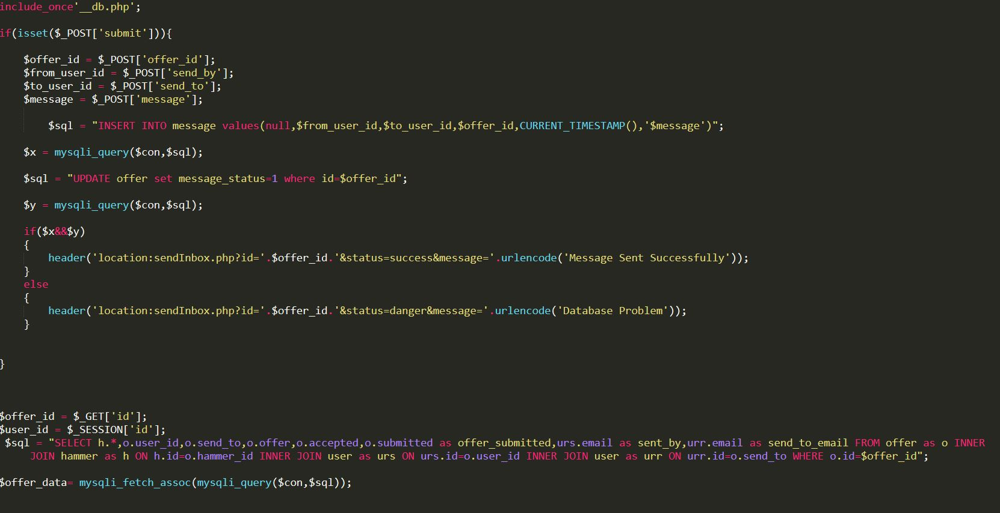 include_once'__db.php';
if(isset($_POST['submit'])){
$offer_id = $_POST['offer_id'];
$from_user_id = $_POST['send_by'];
$to_user_id = $_POST['send_to'];
$message = $_POST['message'];
$sql = "INSERT INTO message values(null,$from_user_id,$to_user_id,$offer_id,CURRENT_TIMESTAMP(),'$message')";
$x = mysqli_query($con,$sql);
$sql = "UPDATE offer set message_status=1 where id=$offer_id";
$y = mysqli_query($con,$sql);
if($x&&$y)
{
header('location:sendInbox.php?id='.$offer_id.'&status=success&message='.urlencode('Message Sent Successfully'));
}
else
{
header('location:sendInbox.php?id='.$offer_id.'&status=danger&message='.urlencode('Database Problem'));
}
}
$offer_id = $_GET['id'];
$user_id = $_SESSION['id'];
$sql = "SELECT h.*,o.user_id,o.send_to,o.offer,o.accepted,o.submitted as offer_submitted,urs.email as sent_by,urr.email as send_to_email FROM offer as o INNER
JOIN hammer as h ON h.id=o.hammer_id INNER JOIN user as urs ON urs.id=o.user_id INNER JOIN user as urr ON urr.id=o.send_to WHERE o.id=$offer_id";
$offer_data= mysqli_fetch_assoc(mysqli_query($con,$sql));